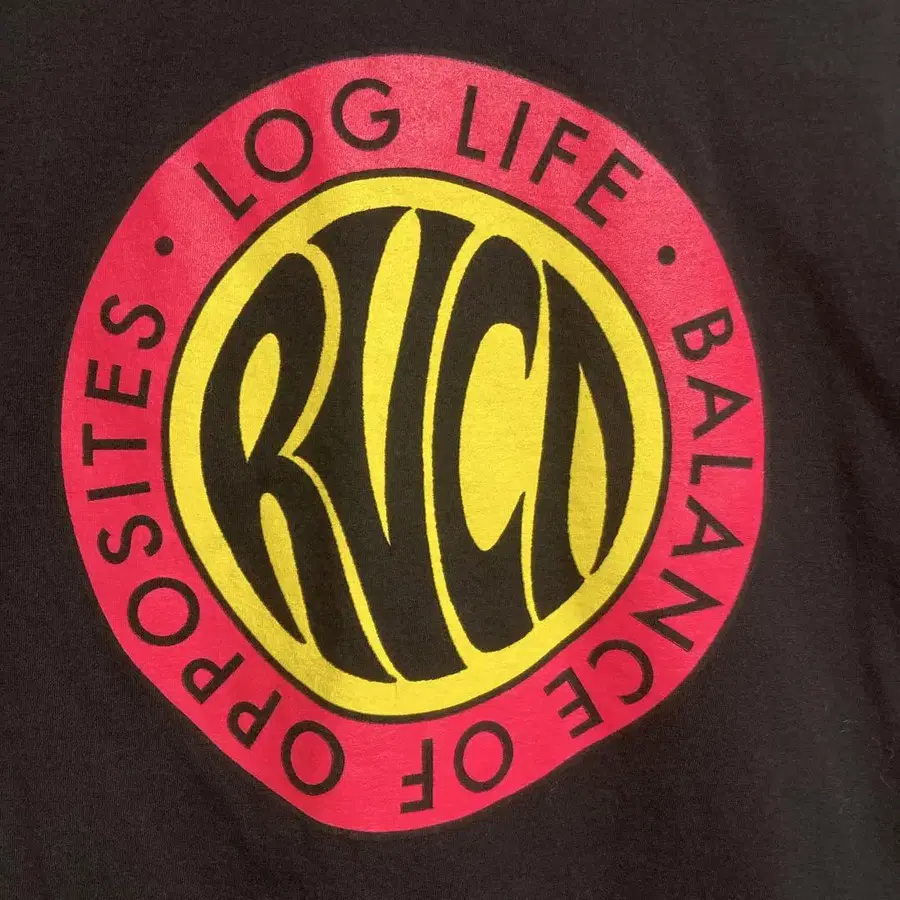 LOG LIFE • BALANCE OF OPPOSITES •
RVCA